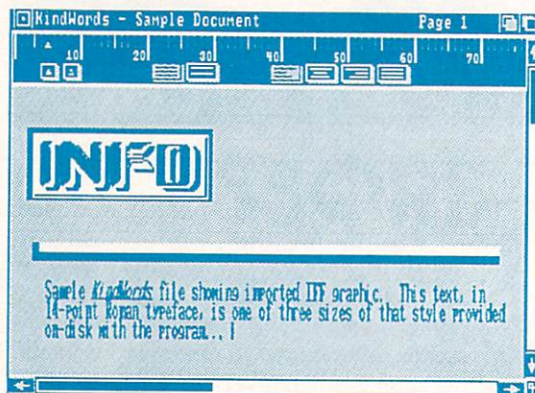 KindWords - Sample Document Page 1
10 20 30 40 50 60 70
INFO
Sample KindWords file showing imported IFF graphic. This text, in
14-point Roman typeface, is one of three sizes of that style provided
on-disk with the program...